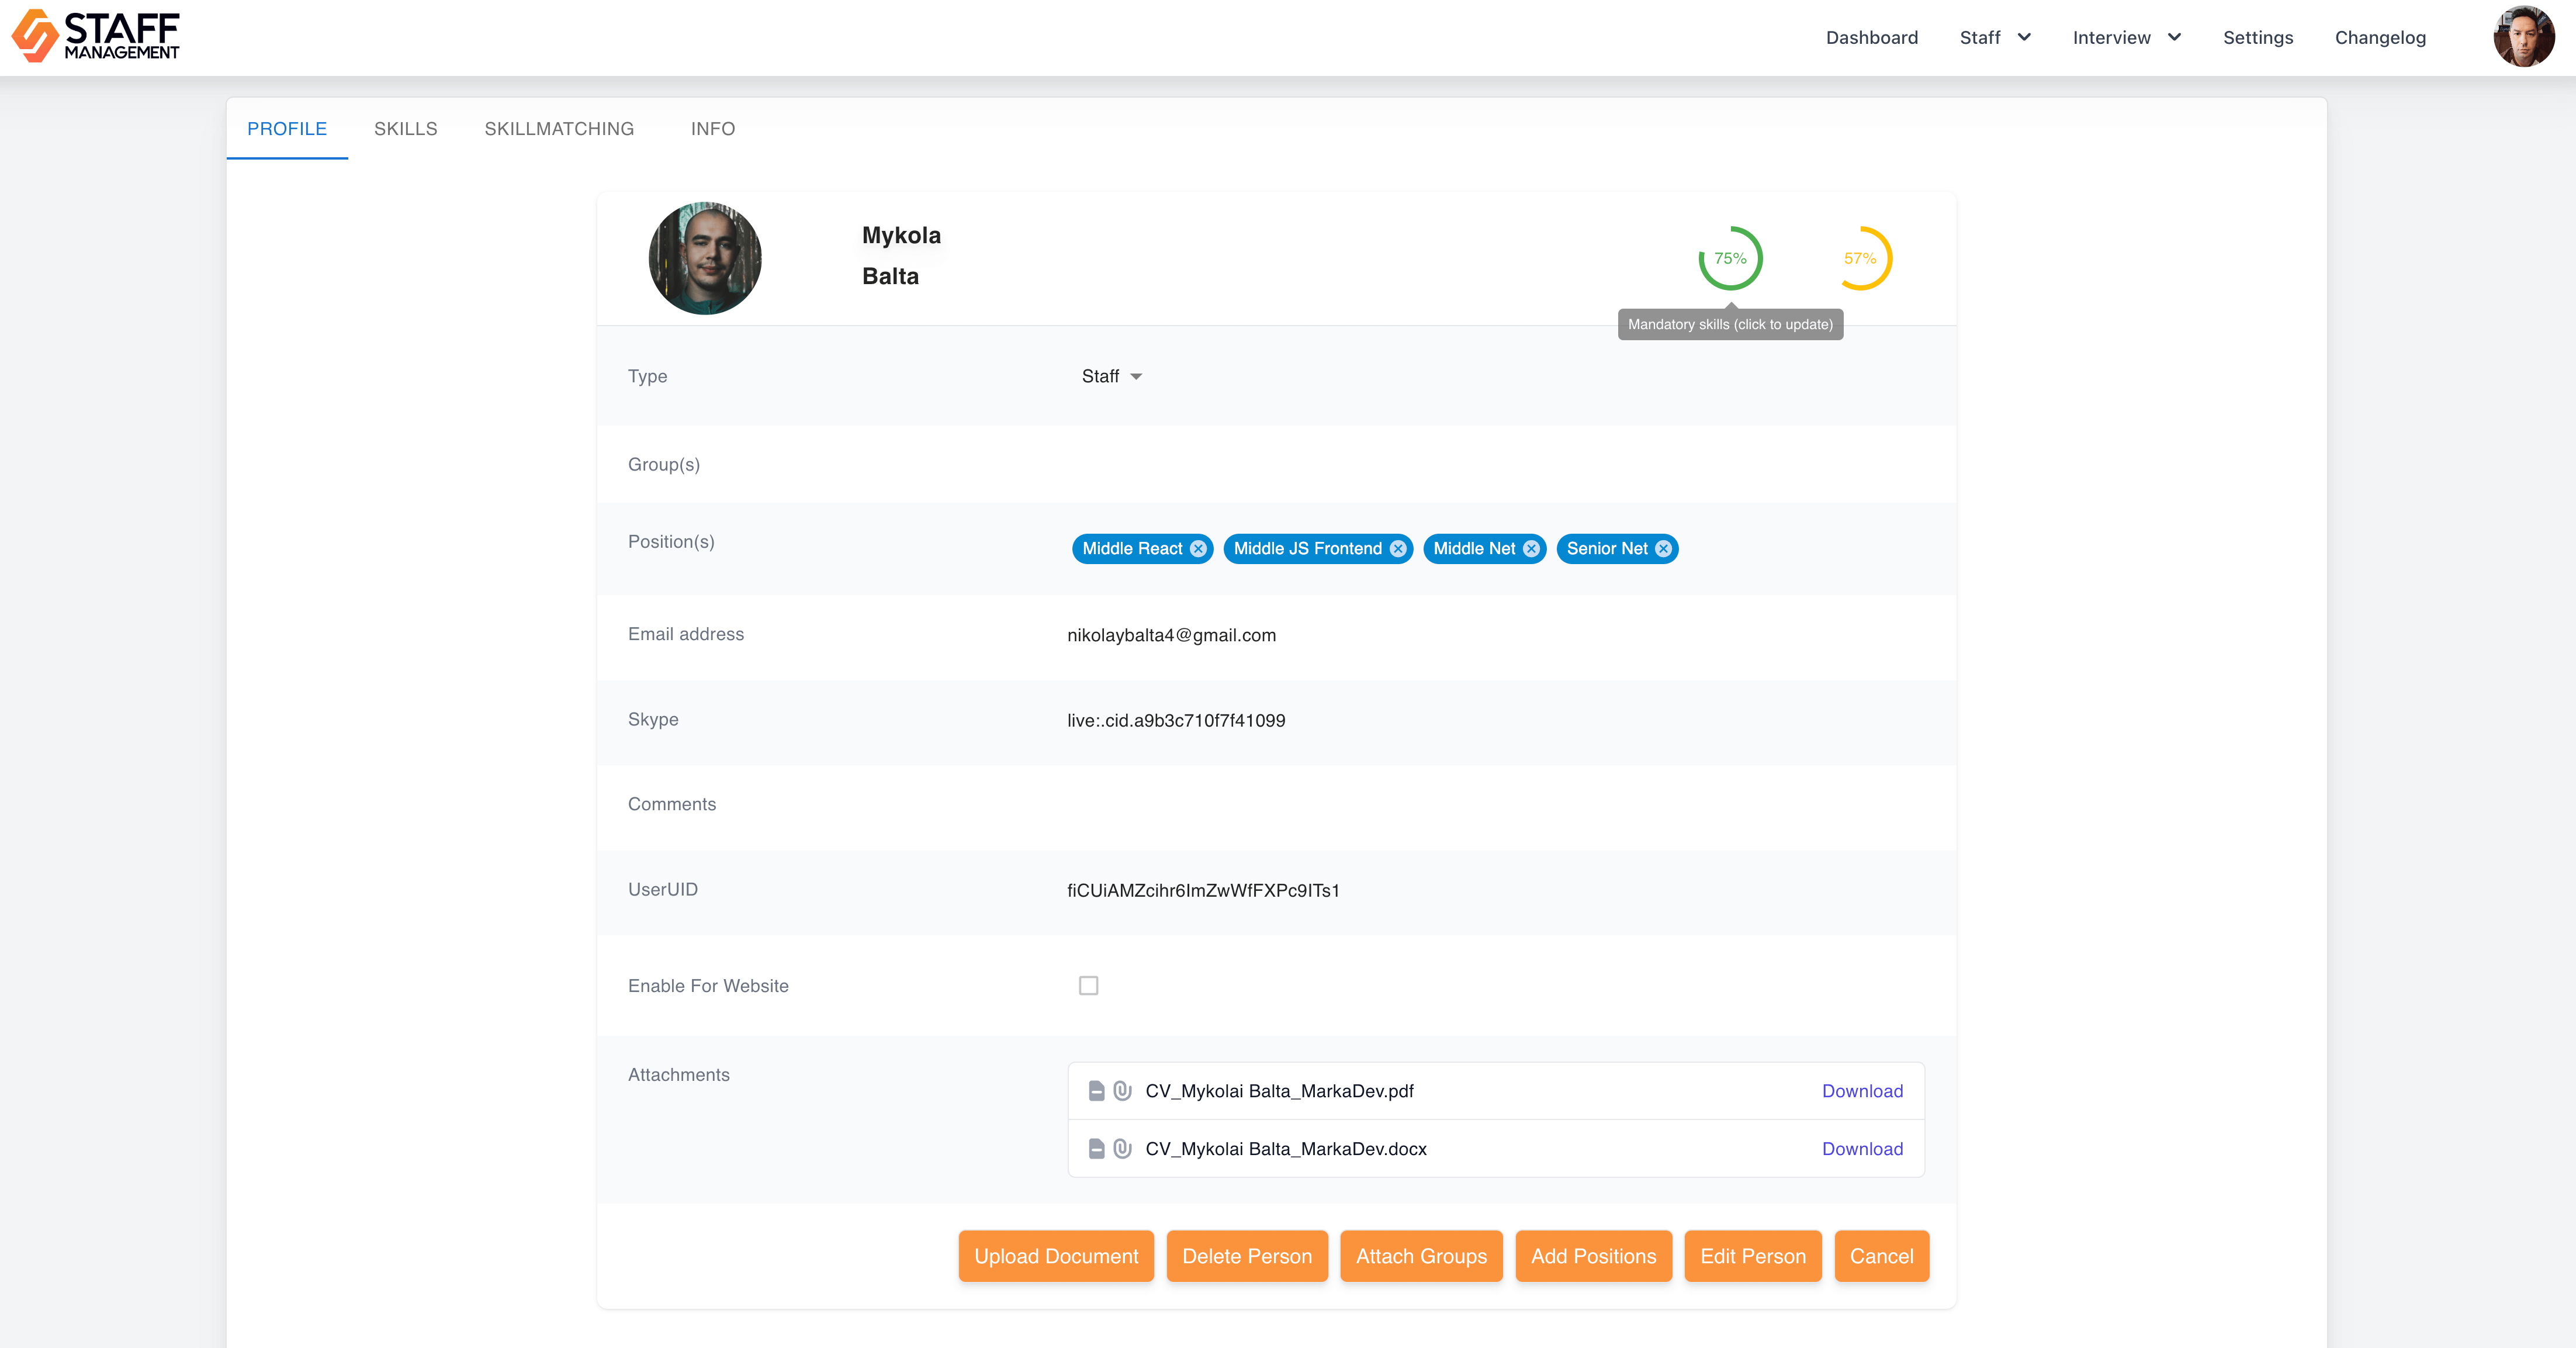 STAFF
MANAGEMENT
Dashboard Staff Interview Settings Changelog
PROFILE SKILLS SKILLMATCHING INFO
Mykola
Balta
75% 57%
Mandatory skills (click to update)
Type Staff
Group(s)
Position(s) Middle React Middle JS Frontend Middle Net Senior Net
Email address nikolaybalta4@gmail.com
Skype live:.cid.a9b3c710f7f41099
Comments
UserUID fiCUiAMZcihr6ImZwWfFXPc9ITs1
Enable For Website
Attachments
CV_Mykolai Balta_MarkaDev.pdf Download
CV_Mykolai Balta_MarkaDev.docx Download
Upload Document Delete Person Attach Groups Add Positions Edit Person Cancel